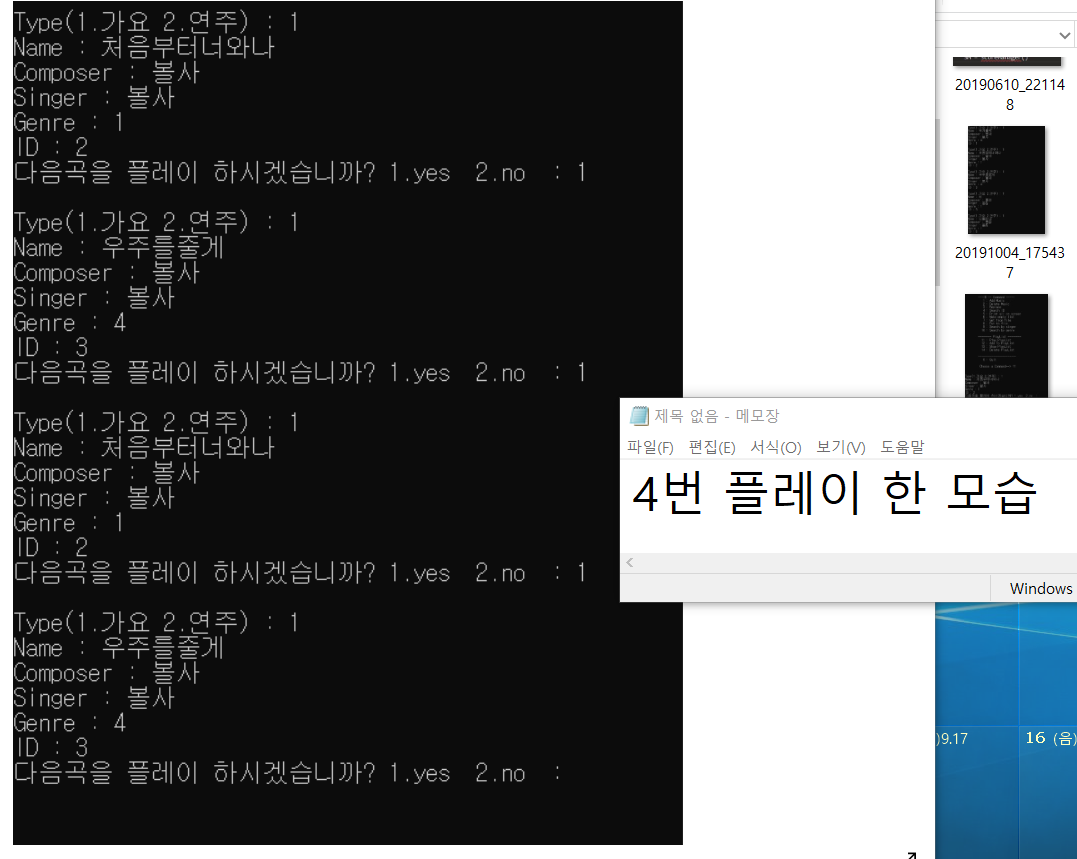 Type(1.가요 2.연주) : 1
Name : 처음부터너와나
Composer : 볼사
Singer : 볼사
Genre : 1
ID : 2
다음곡을 플레이 하시겠습니까? 1.yes  2.no  : 1
Type(1.가요 2.연주) : 1
Name : 우주를줄게
Composer : 볼사
Singer : 볼사
Genre : 4
ID : 3
다음곡을 플레이 하시겠습니까? 1.yes  2.no  : 1
Type(1.가요 2.연주) : 1
Name : 처음부터너와나
Composer : 볼사
Singer : 볼사
Genre : 1
ID : 2
다음곡을 플레이 하시겠습니까? 1.yes  2.no  : 1
Type(1.가요 2.연주) : 1
Name : 우주를줄게
Composer : 볼사
Singer : 볼사
Genre : 4
ID : 3
다음곡을 플레이 하시겠습니까? 1.yes  2.no  :
20190610_221148
20191004_175437
제목 없음 - 메모장
파일(F) 편집(E) 서식(O) 보기(V) 도움말
4번 플레이 한 모습
Windows
)9.17
16 (음)